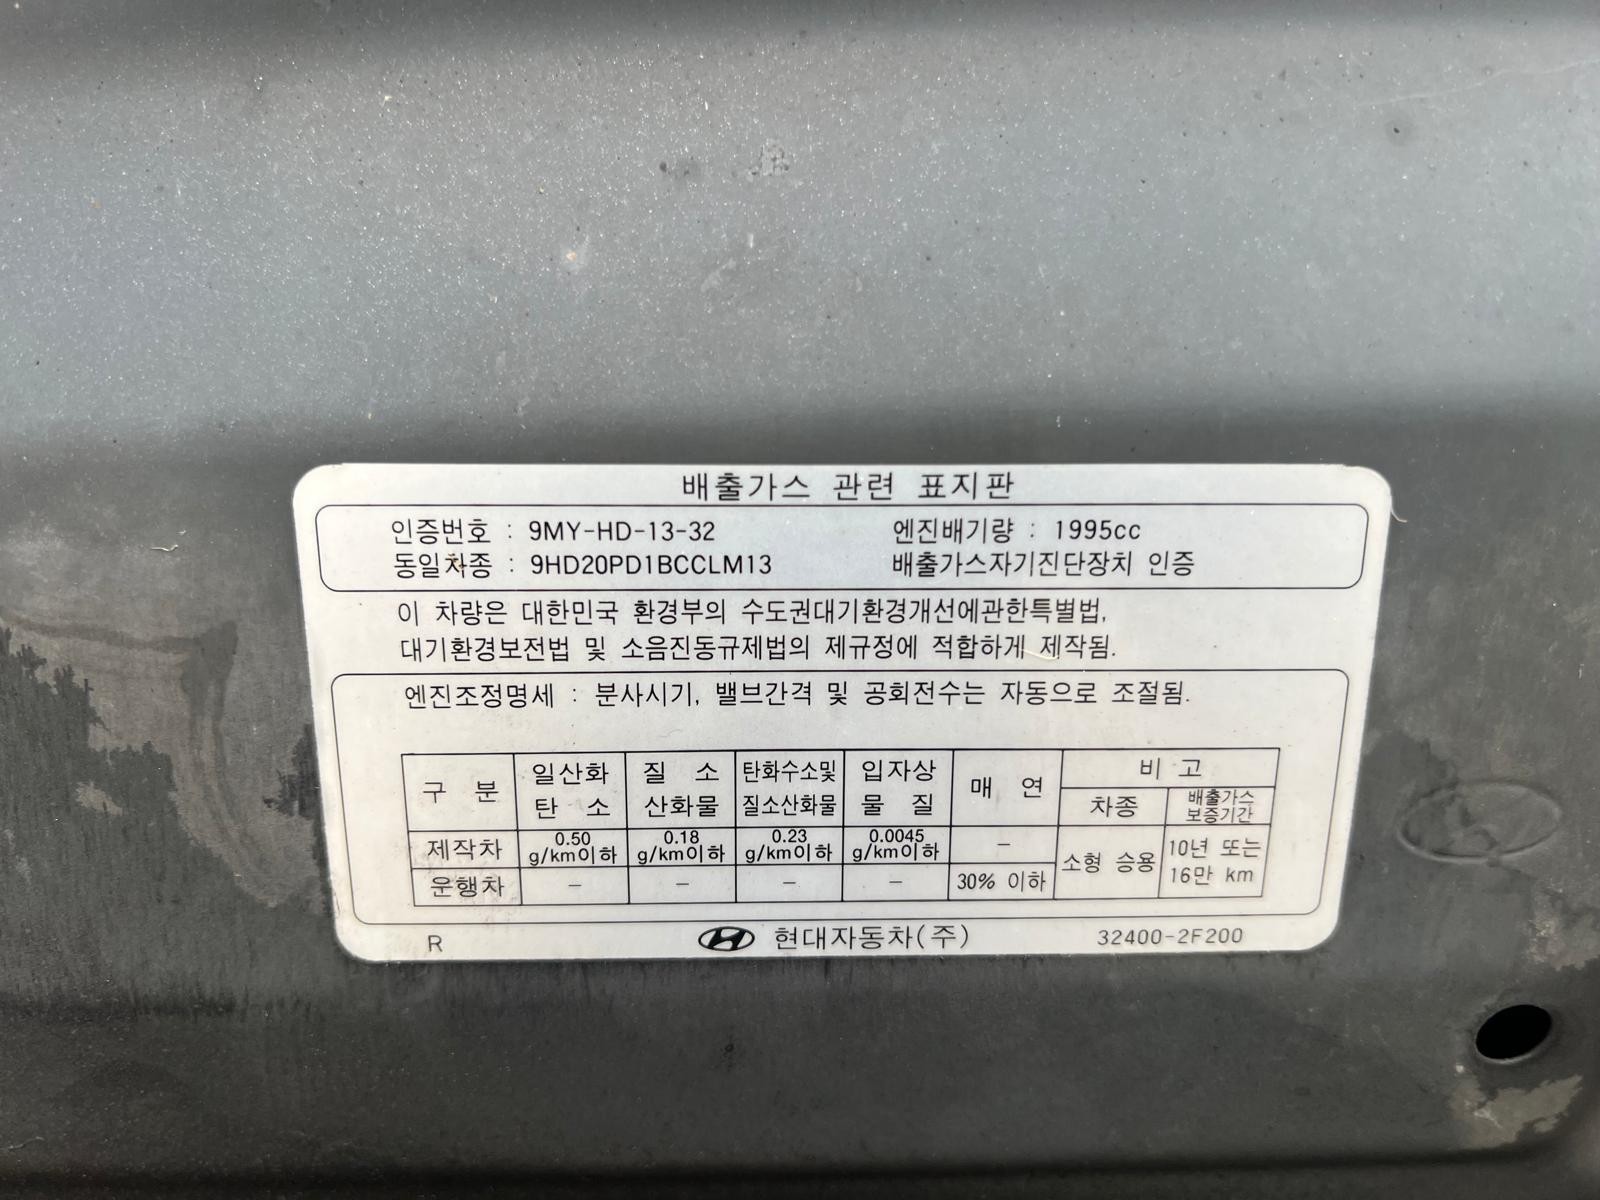 배출가스 관련 표지판
인증번호 : 9MY-HD-13-32 엔진배기량 : 1995cc
동일차종 : 9HD20PD1BCCLM13 배출가스자기진단장치 인증
이 차량은 대한민국 환경부의 수도권대기환경개선에관한특별법,
대기환경보전법 및 소음진동규제법의 제규정에 적합하게 제작됨.
엔진조정명세 : 분사시기, 밸브간격 및 공회전수는 자동으로 조절됨.
구 분 일산화탄 소 질 소산화물 탄화수소및질소산화물 입자상물 질 매 연 비 고
차종 배출가스보증기간
제작차 0.50g/km이하 0.18g/km이하 0.23g/km이하 0.0045g/km이하 – 소형 승용 10년 또는 16만 km
운행차 – – – – 30% 이하
R 현대자동차(주) 32400-2F200